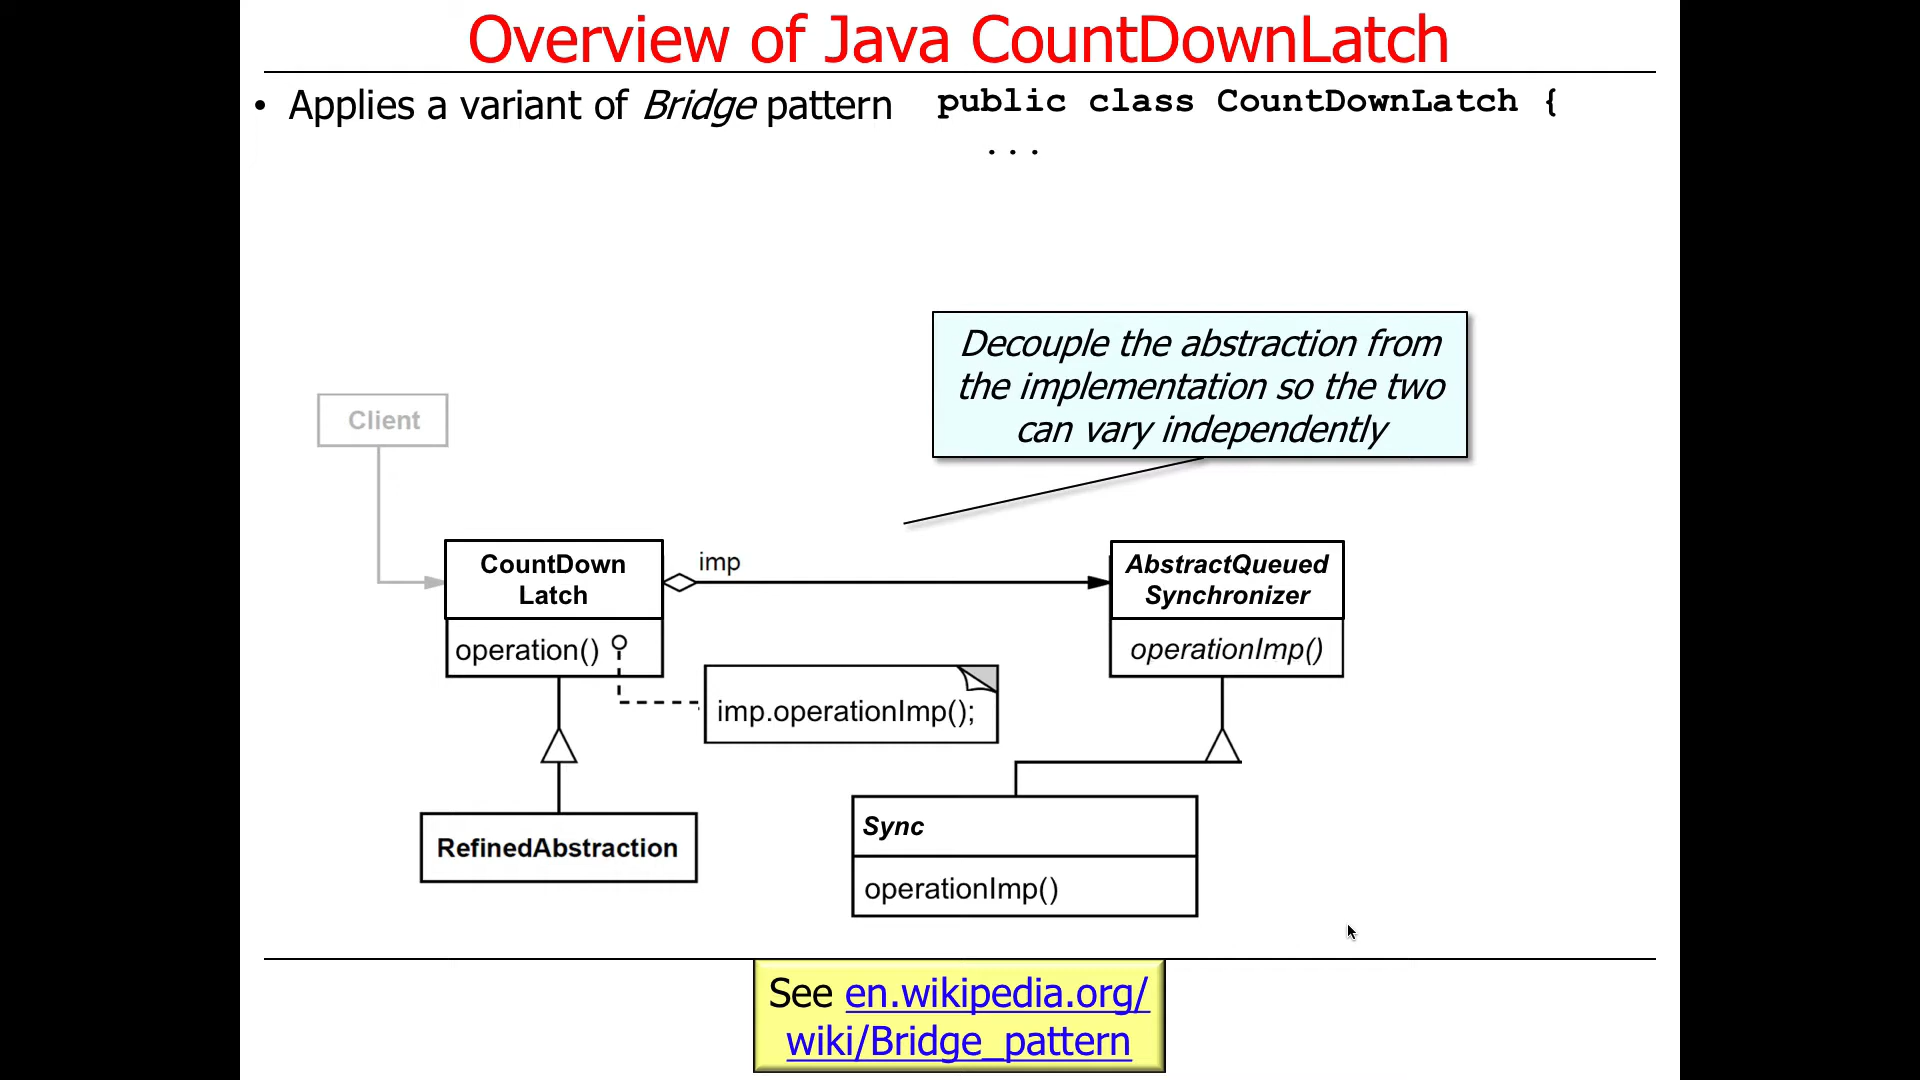 Overview of Java CountDownLatch
• Applies a variant of Bridge pattern
public class CountDownLatch {
...
Decouple the abstraction from
the implementation so the two
can vary independently
Client
CountDown
Latch
operation()
imp
AbstractQueued
Synchronizer
operationImp()
imp.operationImp();
RefinedAbstraction
Sync
operationImp()
See en.wikipedia.org/
wiki/Bridge_pattern